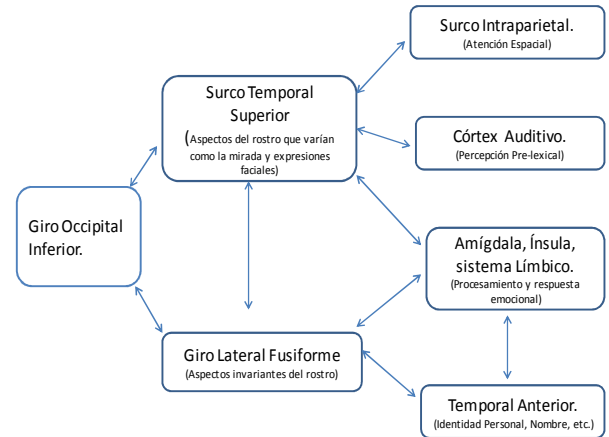 Surco Intraparietal.
(Atención Espacial)
Surco Temporal
Superior
(Aspectos del rostro que varían
como la mirada y expresiones
faciales)
Córtex Auditivo.
(Percepción Pre-lexical)
Giro Occipital
Inferior.
Amígdala, Ínsula,
sistema Límbico.
(Procesamiento y respuesta
emocional)
Giro Lateral Fusiforme
(Aspectos invariantes del rostro)
Temporal Anterior.
(Identidad Personal, Nombre, etc.)